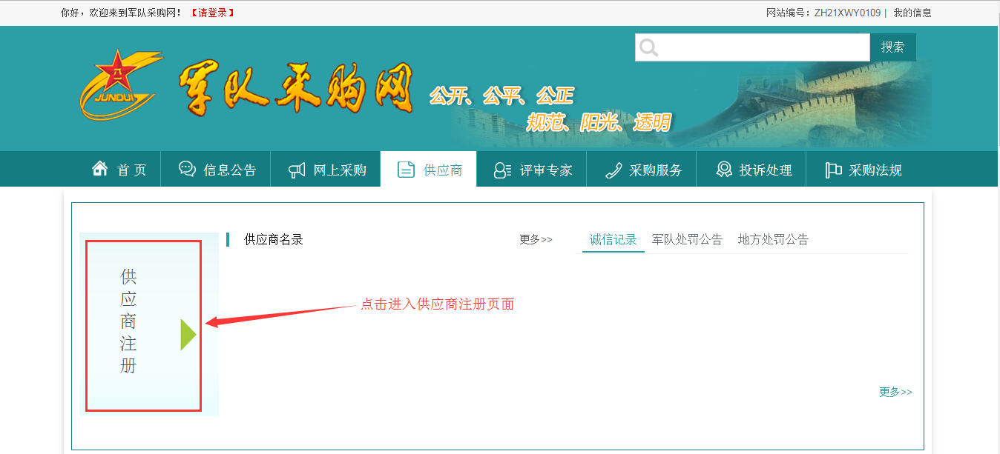 你好，欢迎来到军队采购网！ 【请登录】
网站编号：ZH21XWY0109 | 我的信息
搜索
八一
JUNDUI
军队采购网
公开、公平、公正
规范、阳光、透明
首 页 信息公告 网上采购 供应商 评审专家 采购服务 投诉处理 采购法规
供应商注册
供应商名录 更多>>
诚信记录 军队处罚公告 地方处罚公告
点击进入供应商注册页面
更多>>